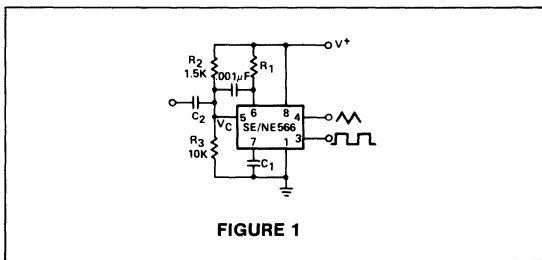 V+
R2
1.5K
.001µF
R1
C2
VC
5
6
8
SE/NE566
4
3
7
1
R3
10K
C1
FIGURE 1